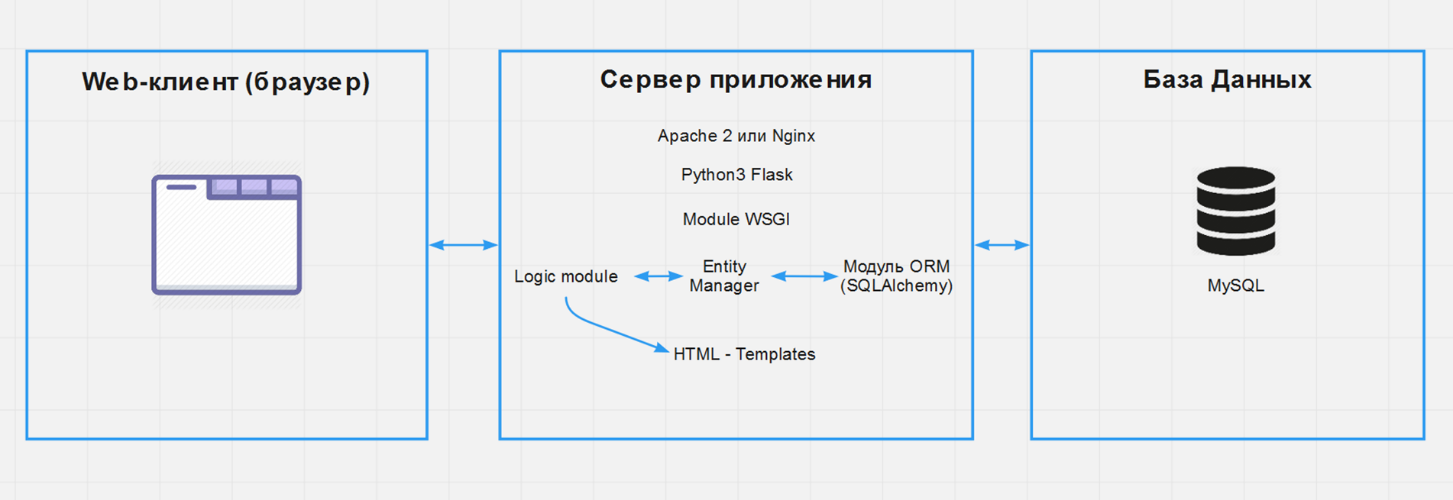 Web-клиент (браузер)
Сервер приложения
База Данных
Apache 2 или Nginx
Python3 Flask
Module WSGI
Logic module
Entity
Manager
Модуль ORM
(SQLAlchemy)
HTML - Templates
MySQL